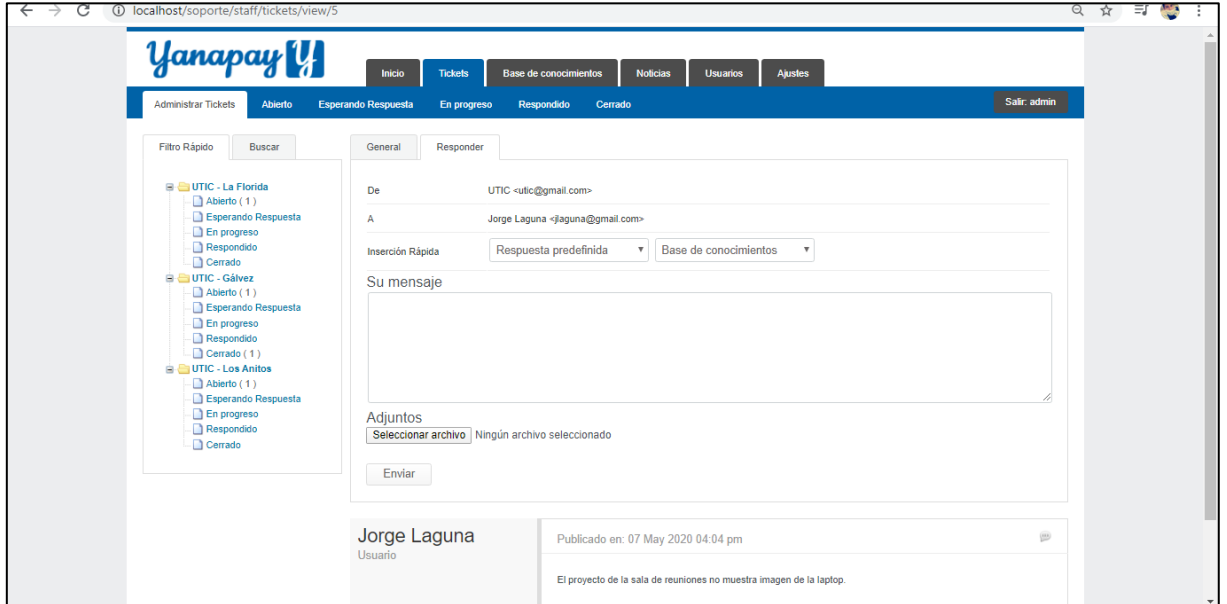 localhost/soporte/staff/tickets/view/5
Yanapay Y
Inicio Tickets Base de conocimientos Noticias Usuarios Ajustes
Administrar Tickets Abierto Esperando Respuesta En progreso Respondido Cerrado Salir: admin
Filtro Rápido Buscar
UTIC - La Florida
Abierto ( 1 )
Esperando Respuesta
En progreso
Respondido
Cerrado
UTIC - Gálvez
Abierto ( 1 )
Esperando Respuesta
En progreso
Respondido
Cerrado ( 1 )
UTIC - Los Anitos
Abierto ( 1 )
Esperando Respuesta
En progreso
Respondido
Cerrado
General Responder
De UTIC <utic@gmail.com>
A Jorge Laguna <jlaguna@gmail.com>
Inserción Rápida Respuesta predefinida Base de conocimientos
Su mensaje
Adjuntos
Seleccionar archivo Ningún archivo seleccionado
Enviar
Jorge Laguna
Usuario
Publicado en: 07 May 2020 04:04 pm
El proyecto de la sala de reuniones no muestra imagen de la laptop.